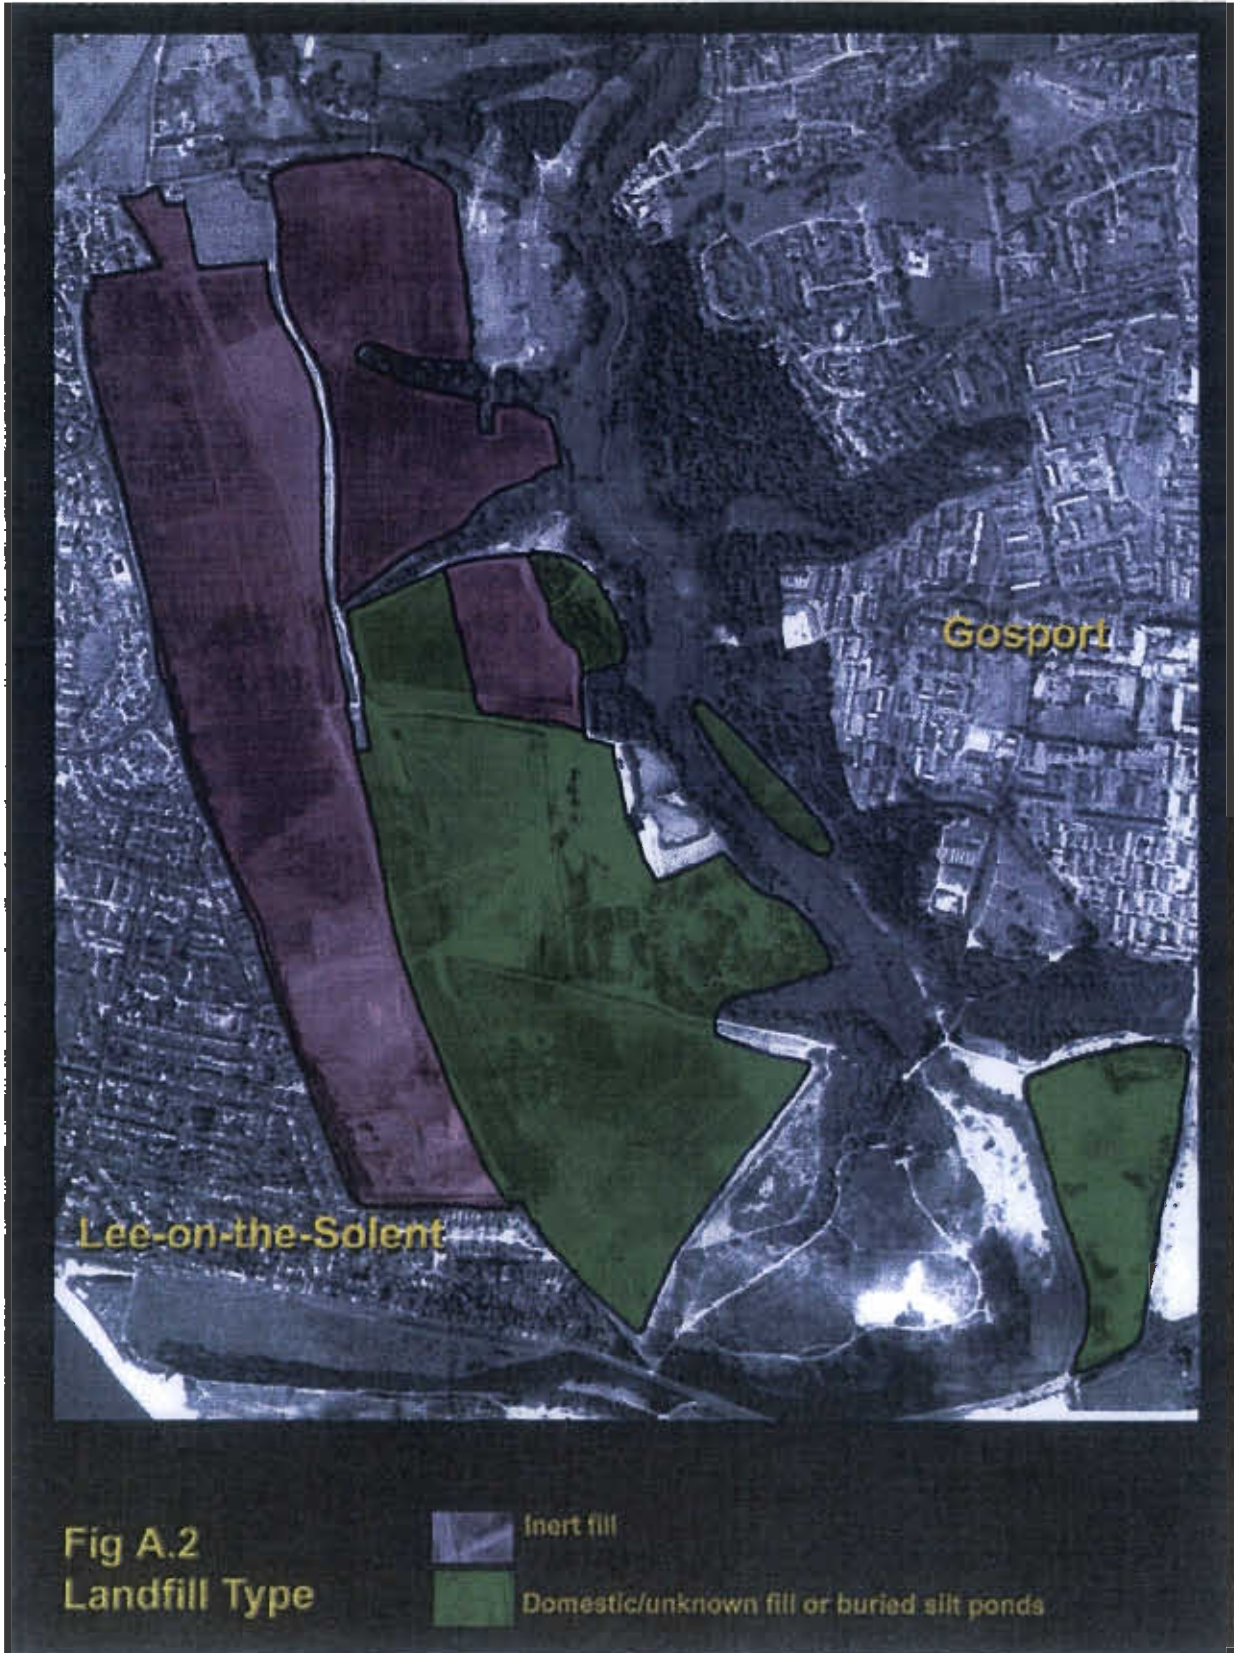 Gosport
Lee-on-the-Solent
Fig A.2
Landfill Type
Inert fill
Domestic/unknown fill or buried silt ponds